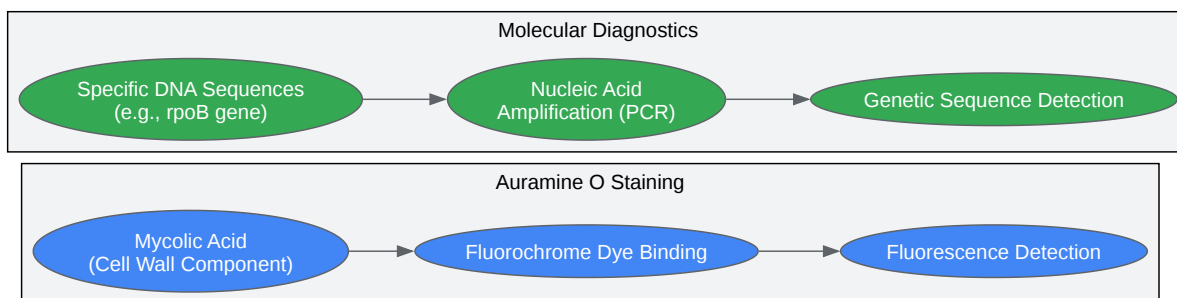 Molecular Diagnostics
Specific DNA Sequences
(e.g., rpoB gene)
Nucleic Acid
Amplification (PCR)
Genetic Sequence Detection
Auramine O Staining
Mycolic Acid
(Cell Wall Component)
Fluorochrome Dye Binding
Fluorescence Detection